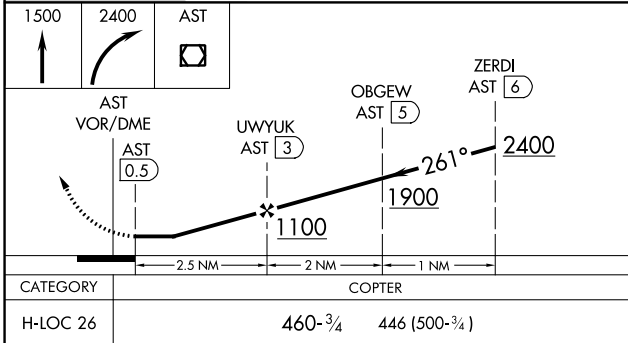 1500 2400 AST
ZERDI
AST 6
OBGEW
AST 5
AST
VOR/DME
UWYUK
AST 3
AST
0.5
261°
2400
1900
1100
2.5 NM 2 NM 1 NM
CATEGORY COPTER
H-LOC 26 460-¾ 446 (500-¾)